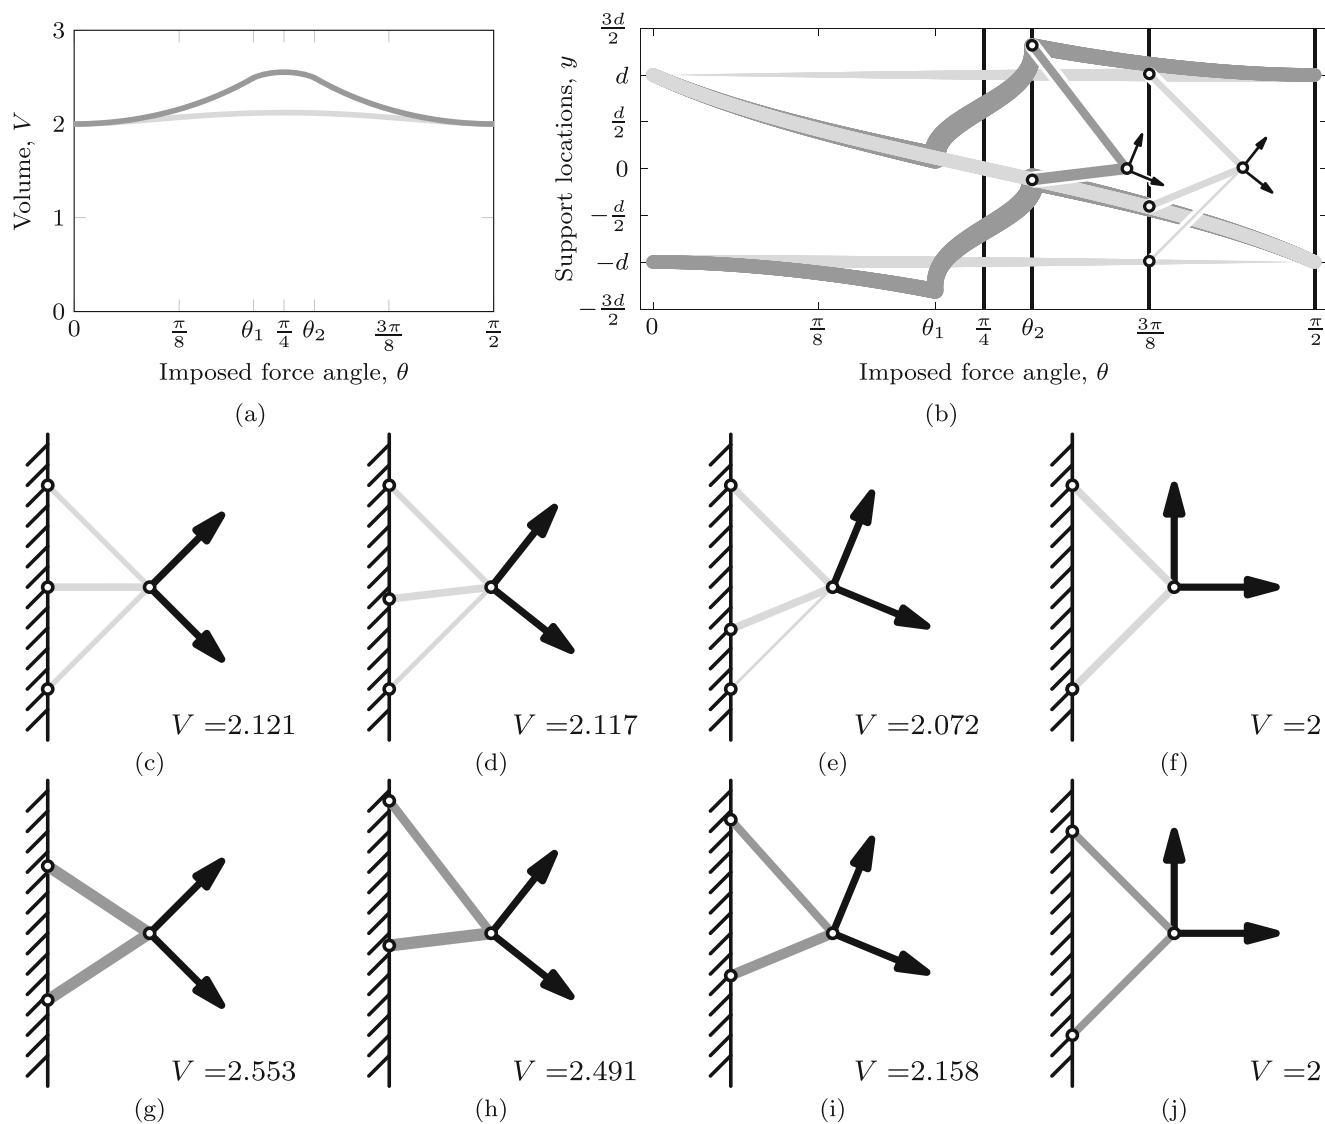 3
2
1
0
Volume, V
0 π/8 θ₁ π/4 θ₂ 3π/8 π/2
Imposed force angle, θ
(a)
3d/2
d
d/2
0
−d/2
−d
−3d/2
Support locations, y
0 π/8 θ₁ π/4 θ₂ 3π/8 π/2
Imposed force angle, θ
(b)
V =2.121
(c)
V =2.117
(d)
V =2.072
(e)
V =2
(f)
V =2.553
(g)
V =2.491
(h)
V =2.158
(i)
V =2
(j)